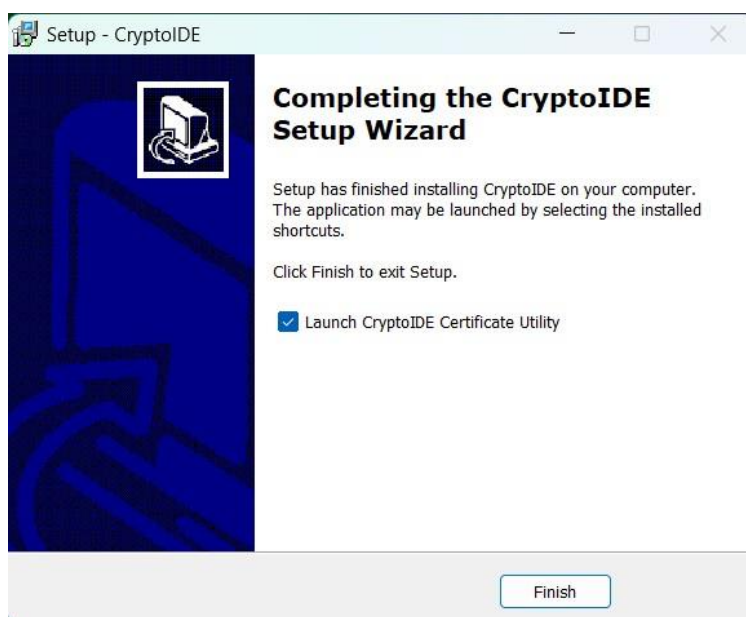 Setup - CryptoIDE
Completing the CryptoIDE
Setup Wizard
Setup has finished installing CryptoIDE on your computer.
The application may be launched by selecting the installed
shortcuts.
Click Finish to exit Setup.
Launch CryptoIDE Certificate Utility
Finish